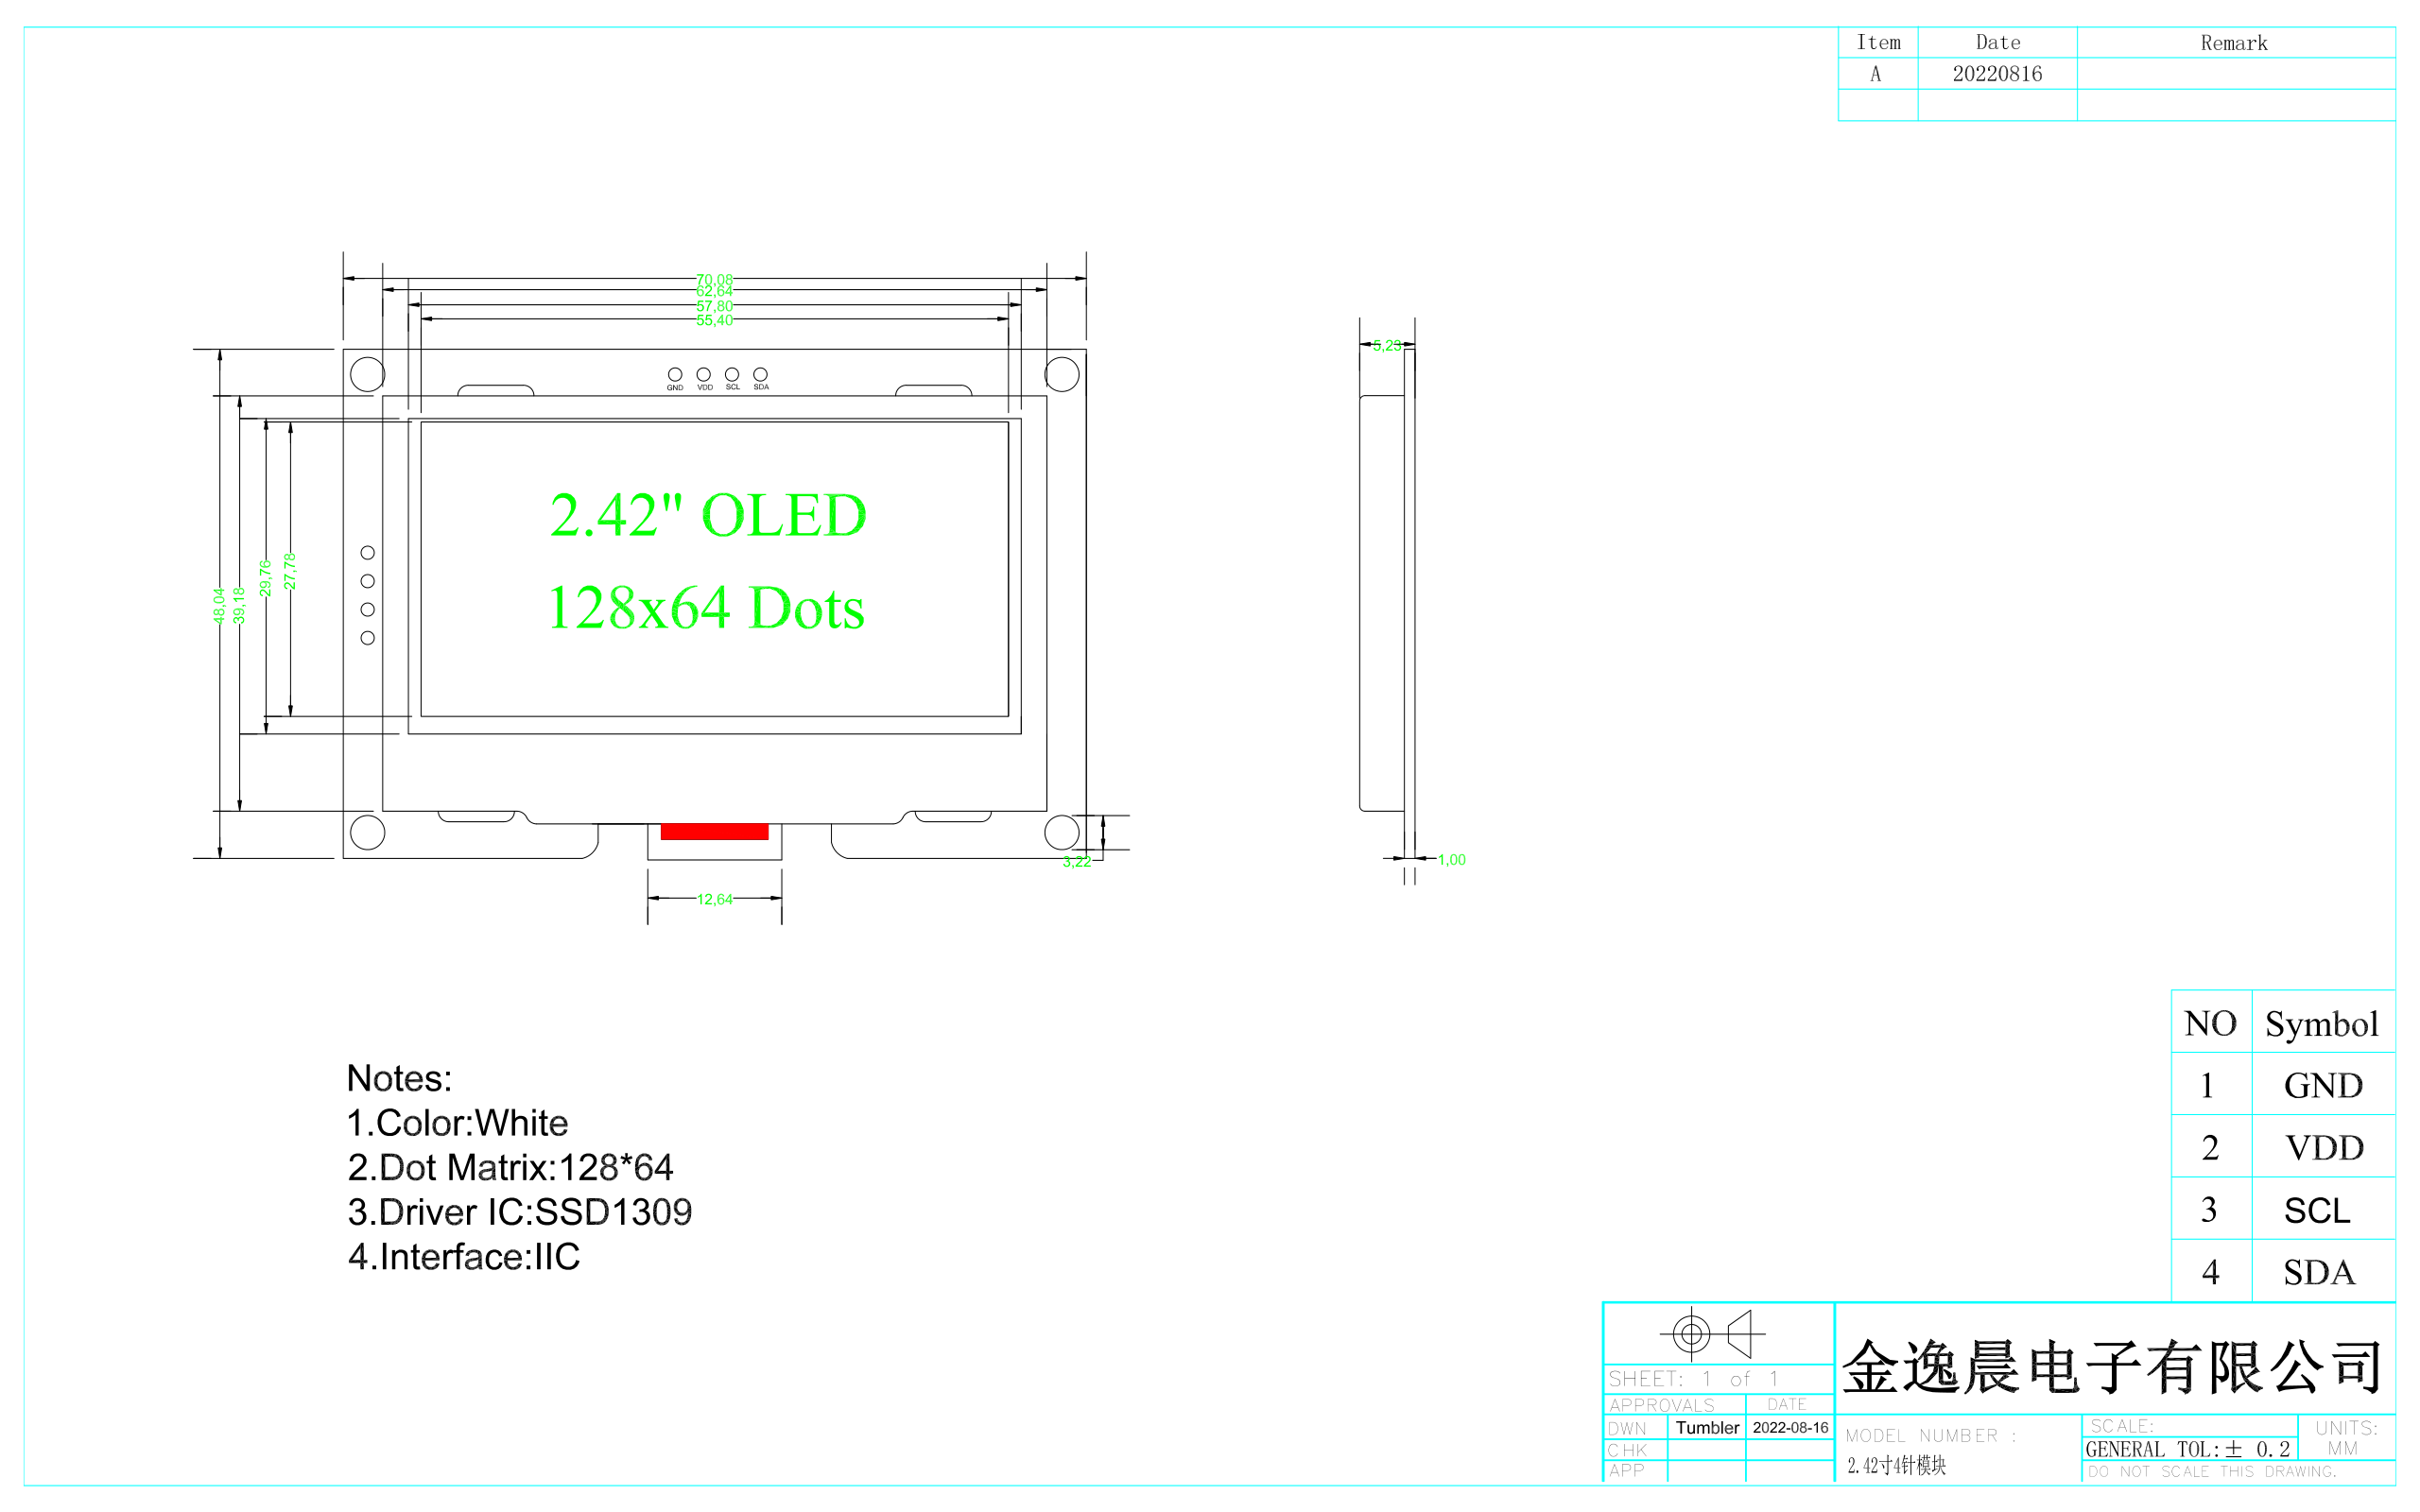 Item Date Remark
A 20220816
70,08
62,64
57,80
55,40
5,23
GND VDD SCL SDA
2.42" OLED
128x64 Dots
48,04
39,18
29,76
27,78
3,22
1,00
12,64
NO Symbol
1 GND
2 VDD
3 SCL
4 SDA
Notes:
1.Color:White
2.Dot Matrix:128*64
3.Driver IC:SSD1309
4.Interface:IIC
金逸晨电子有限公司
SHEET: 1 of 1
APPROVALS DATE
DWN Tumbler 2022-08-16
CHK
APP
MODEL NUMBER :
2.42寸4针模块
SCALE:
GENERAL TOL:± 0.2
UNITS:
MM
DO NOT SCALE THIS DRAWING.